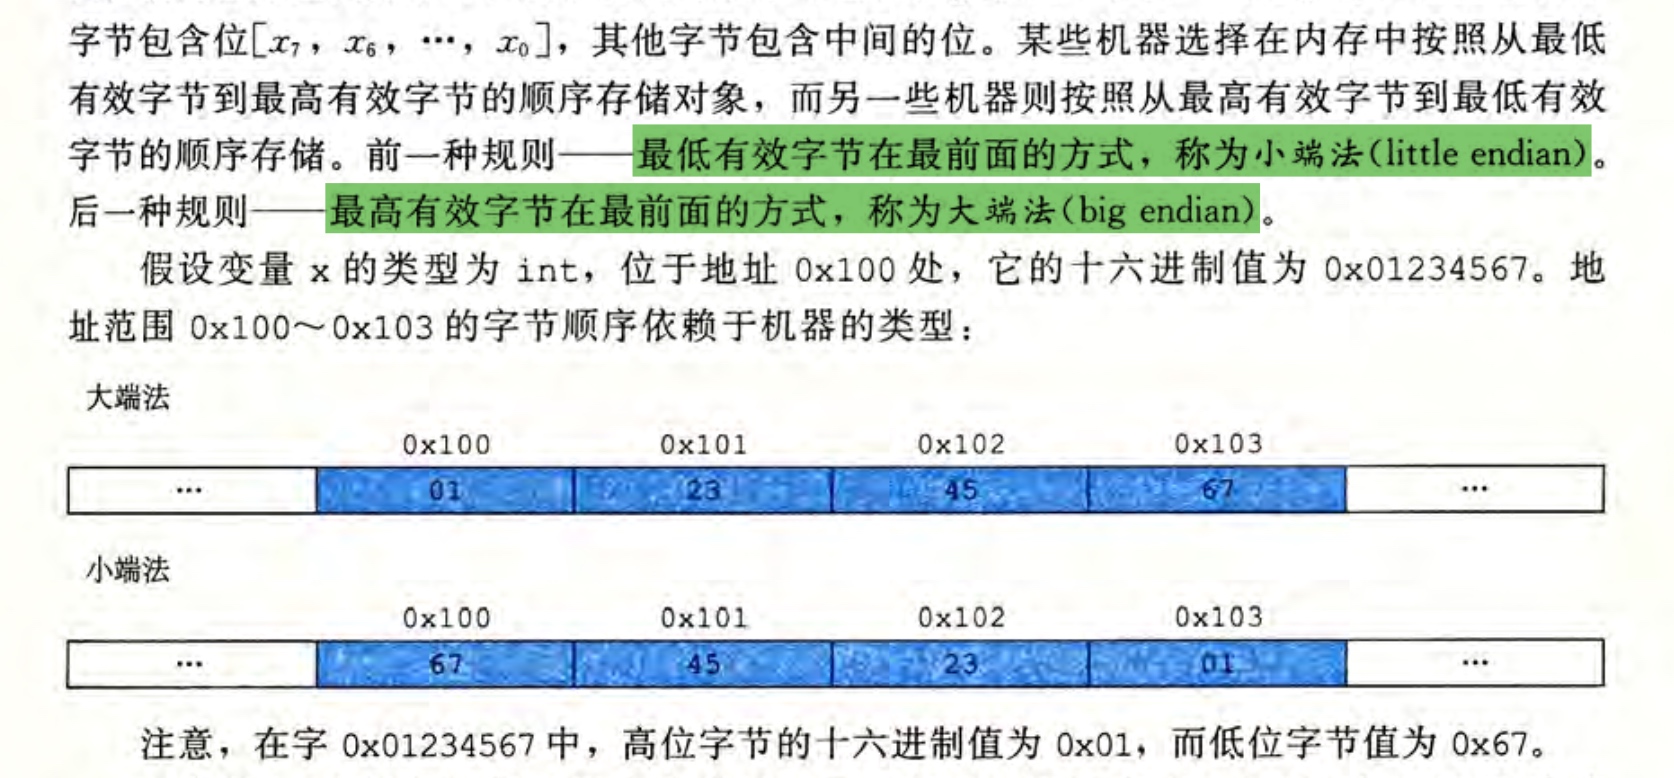 字节包含位[x₇，x₆，…，x₀]，其他字节包含中间的位。某些机器选择在内存中按照从最低
有效字节到最高有效字节的顺序存储对象，而另一些机器则按照从最高有效字节到最低有效
字节的顺序存储。前一种规则——最低有效字节在最前面的方式，称为小端法(little endian)。
后一种规则——最高有效字节在最前面的方式，称为大端法(big endian)。
假设变量 x 的类型为 int，位于地址 0x100 处，它的十六进制值为 0x01234567。地
址范围 0x100～0x103 的字节顺序依赖于机器的类型：
大端法
0x100 0x101 0x102 0x103
… 01 23 45 67 …
小端法
0x100 0x101 0x102 0x103
… 67 45 23 01 …
注意，在字 0x01234567 中，高位字节的十六进制值为 0x01，而低位字节值为 0x67。